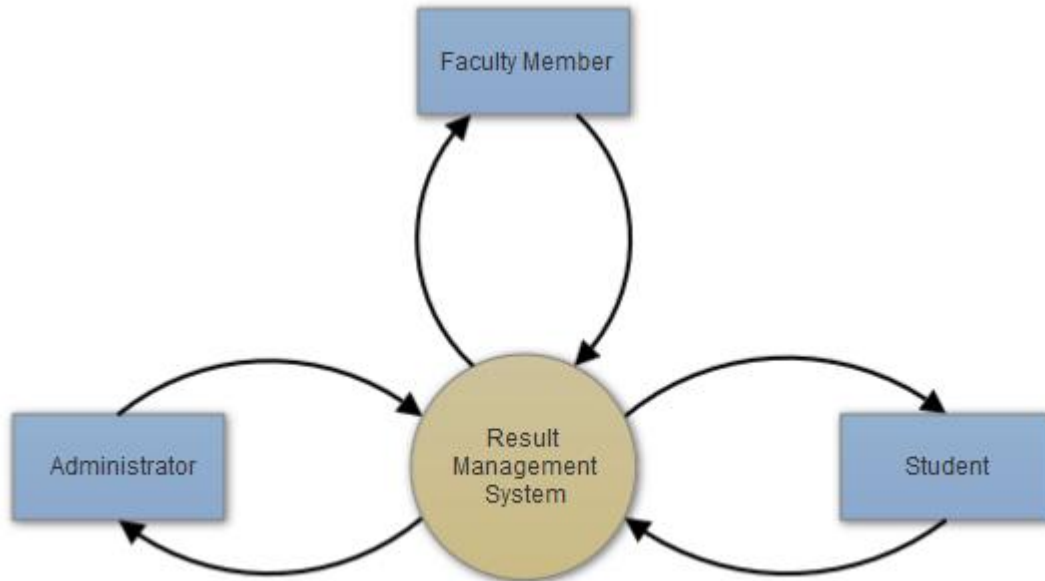 Faculty Member
Administrator
Result
Management
System
Student